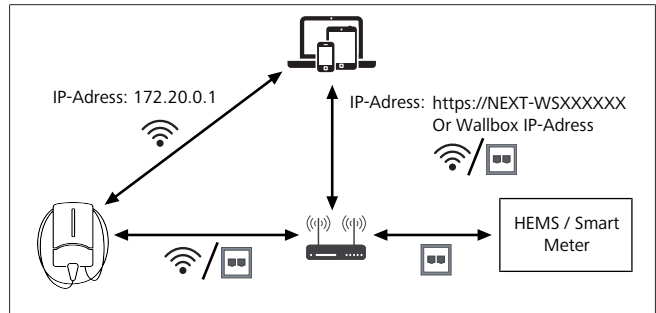 IP-Adress: 172.20.0.1
IP-Adress: https://NEXT-WSXXXXXX
Or Wallbox IP-Adress
HEMS / Smart
Meter